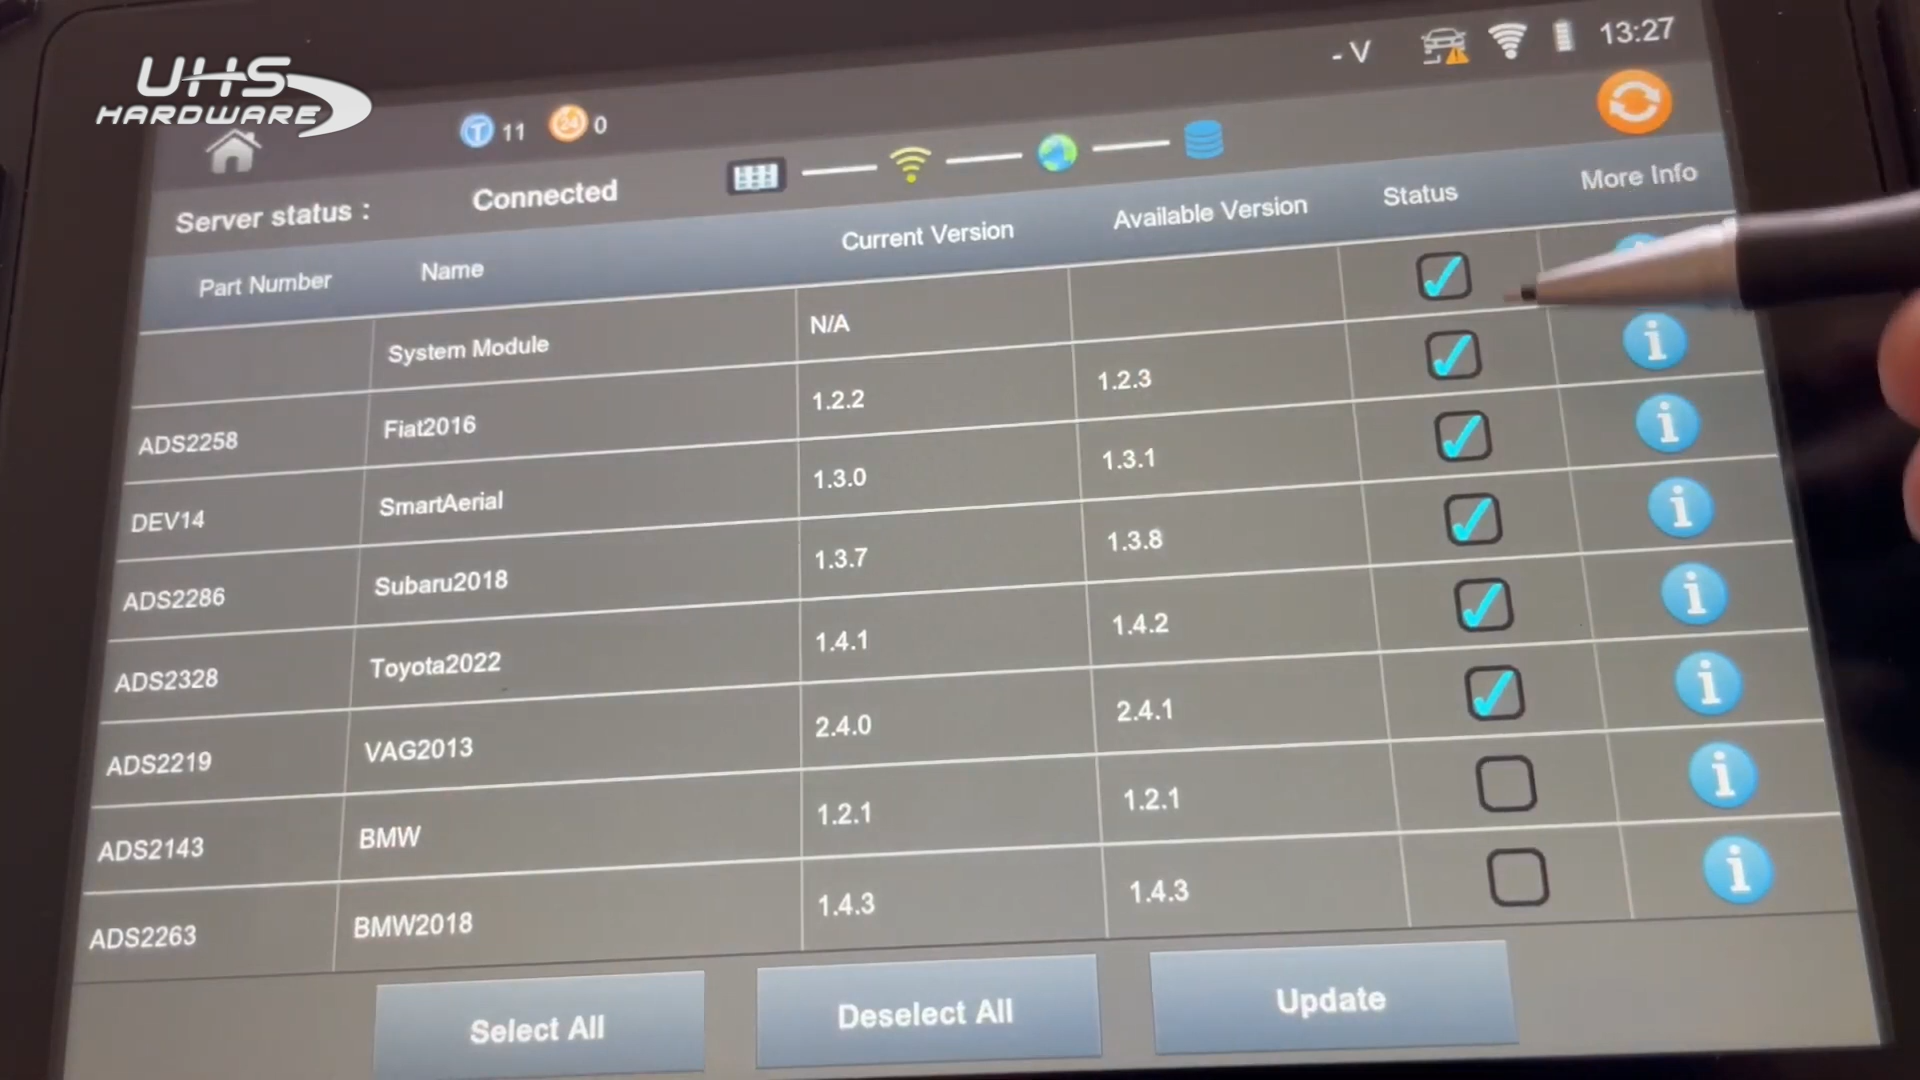 UHS
HARDWARE
- V 13:27
T 11 24 0
Server status : Connected
Part Number Name Current Version Available Version Status More Info
System Module N/A
ADS2258 Fiat2016 1.2.2 1.2.3
DEV14 SmartAerial 1.3.0 1.3.1
ADS2286 Subaru2018 1.3.7 1.3.8
ADS2328 Toyota2022 1.4.1 1.4.2
ADS2219 VAG2013 2.4.0 2.4.1
ADS2143 BMW 1.2.1 1.2.1
ADS2263 BMW2018 1.4.3 1.4.3
Select All Deselect All Update